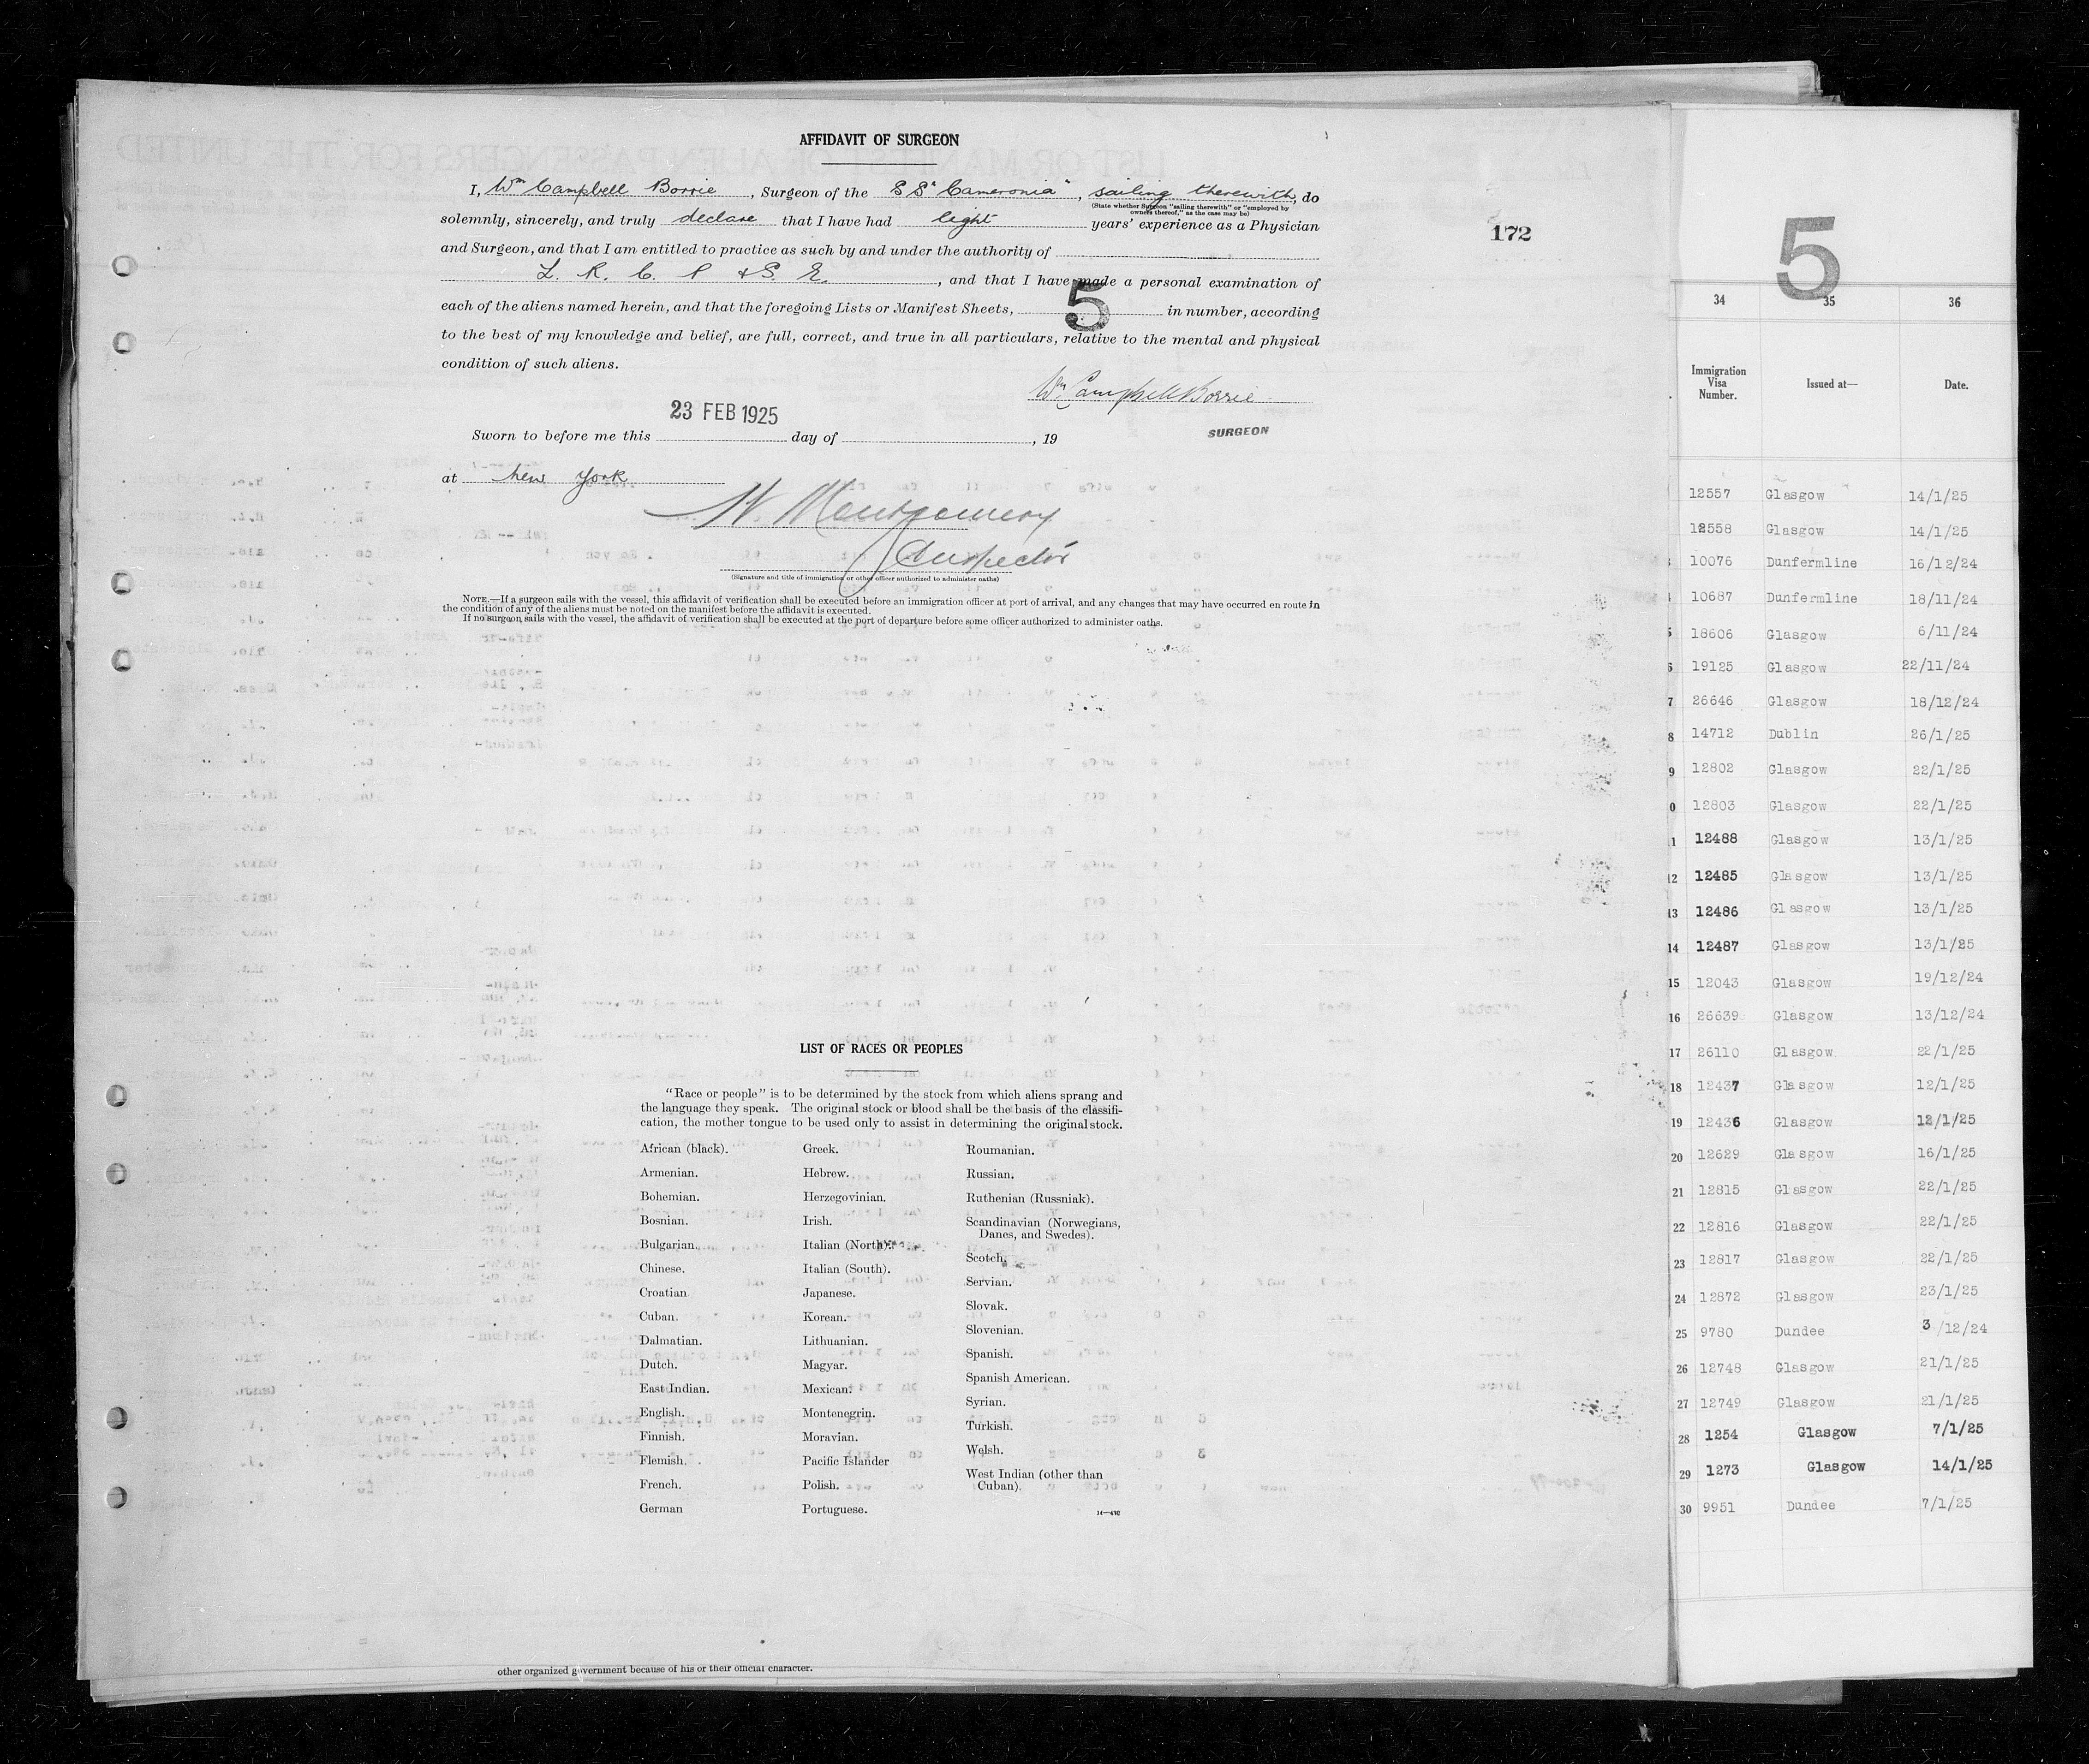 AFFIDAVIT OF SURGEON
I, Wm Campbell Borrie, Surgeon of the "SS" Cameronia", sailing therewith, do
(State whether Surgeon "sailing therewith" or "employed by
owners thereof," as the case may be)
solemnly, sincerely, and truly declare that I have had eight years' experience as a Physician
and Surgeon, and that I am entitled to practice as such by and under the authority of
L. R. C. P. & S. E., and that I have made a personal examination of
each of the aliens named herein, and that the foregoing Lists or Manifest Sheets, 5 in number, according
to the best of my knowledge and belief, are full, correct, and true in all particulars, relative to the mental and physical
condition of such aliens.
Wm Campbell Borrie
SURGEON
23 FEB 1925
Sworn to before me this day of , 19
at New York
W. Montgomery
Inspector
(Signature and title of immigration or other officer authorized to administer oaths)
NOTE.—If a surgeon sails with the vessel, this affidavit of verification shall be executed before an immigration officer at port of arrival, and any changes that may have occurred en route in
the condition of any of the aliens must be noted on the manifest before the affidavit is executed.
If no surgeon sails with the vessel, the affidavit of verification shall be executed at the port of departure before some officer authorized to administer oaths.
172
LIST OF RACES OR PEOPLES
"Race or people" is to be determined by the stock from which aliens sprang and
the language they speak. The original stock or blood shall be the basis of the classifi-
cation, the mother tongue to be used only to assist in determining the original stock.
African (black).
Armenian.
Bohemian.
Bosnian.
Bulgarian.
Chinese.
Croatian
Cuban.
Dalmatian.
Dutch.
East Indian.
English.
Finnish.
Flemish.
French.
German
Greek.
Hebrew.
Herzegovinian.
Irish.
Italian (North).
Italian (South).
Japanese.
Korean.
Lithuanian.
Magyar.
Mexican.
Montenegrin.
Moravian.
Pacific Islander
Polish.
Portuguese.
Roumanian.
Russian.
Ruthenian (Russniak).
Scandinavian (Norwegians,
Danes, and Swedes).
Scotch.
Servian.
Slovak.
Slovenian.
Spanish.
Spanish American.
Syrian.
Turkish.
Welsh.
West Indian (other than
Cuban).
other organized government because of his or their official character.
5
34 35 36
Immigration Visa Number. Issued at— Date.
12557 Glasgow 14/1/25
12558 Glasgow 14/1/25
10076 Dunfermline 16/12/24
10687 Dunfermline 18/11/24
5 18606 Glasgow 6/11/24
6 19125 Glasgow 22/11/24
7 26646 Glasgow 18/12/24
8 14712 Dublin 26/1/25
9 12802 Glasgow 22/1/25
0 12803 Glasgow 22/1/25
1 12488 Glasgow 13/1/25
12 12485 Glasgow 13/1/25
13 12486 Glasgow 13/1/25
14 12487 Glasgow 13/1/25
15 12043 Glasgow 19/12/24
16 26639 Glasgow 13/12/24
17 26110 Glasgow 22/1/25
18 12437 Glasgow 12/1/25
19 12436 Glasgow 12/1/25
20 12629 Glasgow 16/1/25
21 12815 Glasgow 22/1/25
22 12816 Glasgow 22/1/25
23 12817 Glasgow 22/1/25
24 12872 Glasgow 23/1/25
25 9780 Dundee 3/12/24
26 12748 Glasgow 21/1/25
27 12749 Glasgow 21/1/25
28 1254 Glasgow 7/1/25
29 1273 Glasgow 14/1/25
30 9951 Dundee 7/1/25